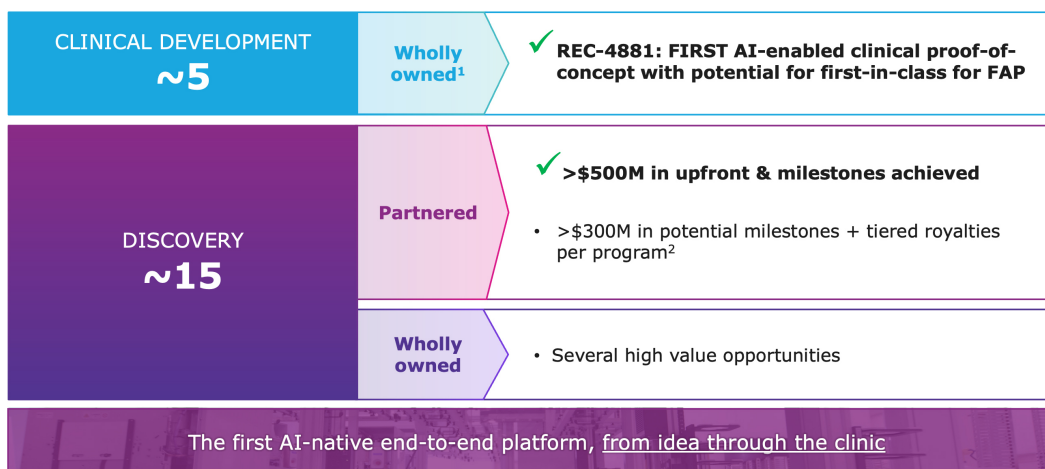 CLINICAL DEVELOPMENT
~5
Wholly
owned¹
✓ REC-4881: FIRST AI-enabled clinical proof-of-
concept with potential for first-in-class for FAP
DISCOVERY
~15
Partnered
✓ >$500M in upfront & milestones achieved
• >$300M in potential milestones + tiered royalties
per program²
Wholly
owned
• Several high value opportunities
The first AI-native end-to-end platform, from idea through the clinic